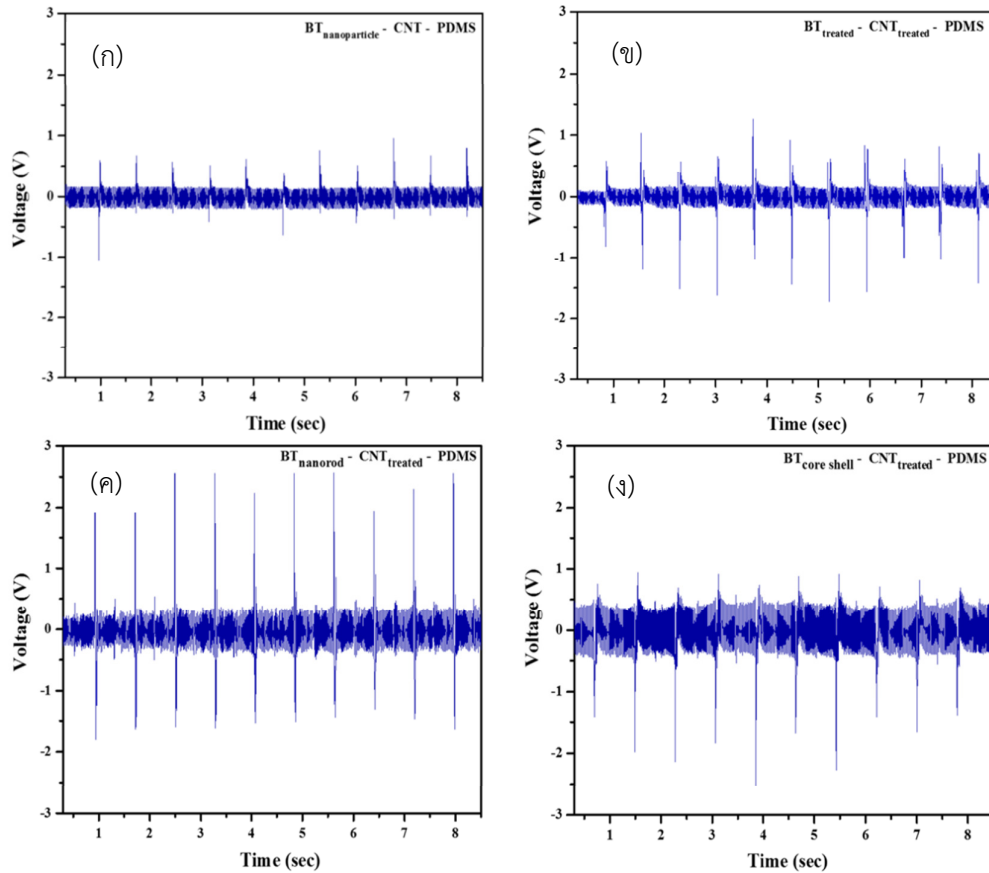 BTnanoparticle - CNT - PDMS
(ก)
Voltage (V)
3
2
1
0
-1
-2
-3
1 2 3 4 5 6 7 8
Time (sec)
BTtreated - CNTtreated - PDMS
(ข)
Voltage (V)
3
2
1
0
-1
-2
-3
1 2 3 4 5 6 7 8
Time (sec)
BTnanorod - CNTtreated - PDMS
(ค)
Voltage (V)
3
2
1
0
-1
-2
-3
1 2 3 4 5 6 7 8
Time (sec)
BTcore shell - CNTtreated - PDMS
(ง)
Voltage (V)
3
2
1
0
-1
-2
-3
1 2 3 4 5 6 7 8
Time (sec)